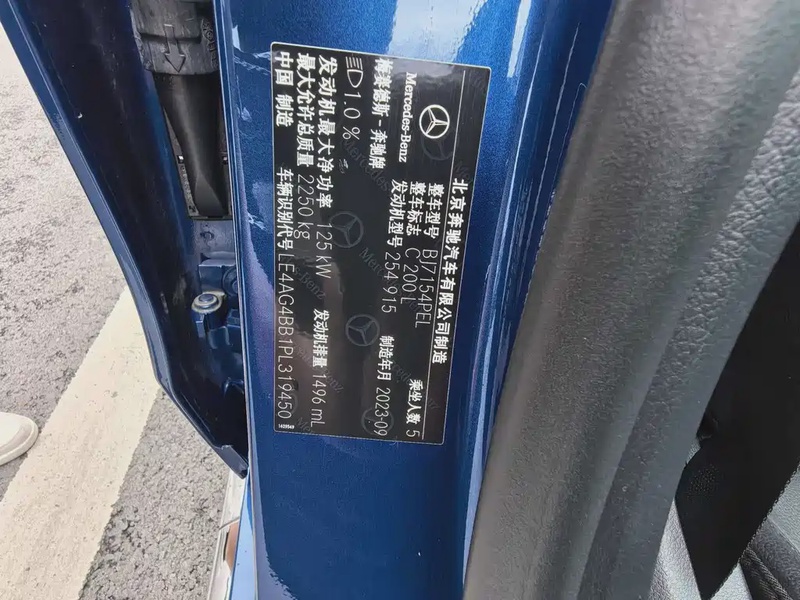 北京奔驰汽车有限公司制造
Mercedes-Benz
梅赛德斯-奔驰牌
整车型号 BJ7154PEL
整车标志 C 200 L
乘坐人数 5
发动机型号 254 915
制造年月 2023-09
1.0 %
发动机最大净功率 125 kW
发动机排量 1496 mL
最大允许总质量 2250 kg
中国 制造
车辆识别代号 LE4AG4BB1PL319450